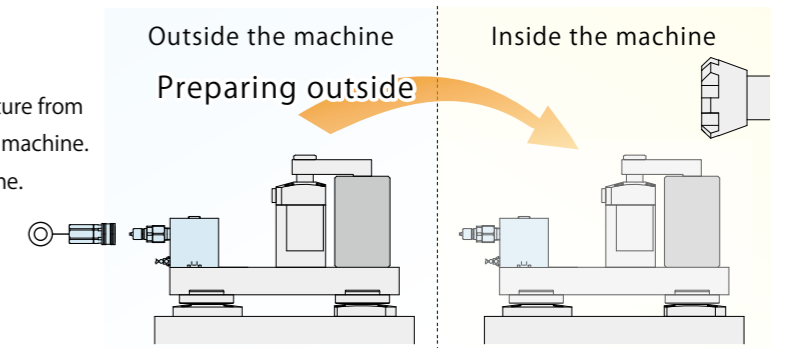 Outside the machine
Inside the machine
Preparing outside
ture from
machine.
ne.